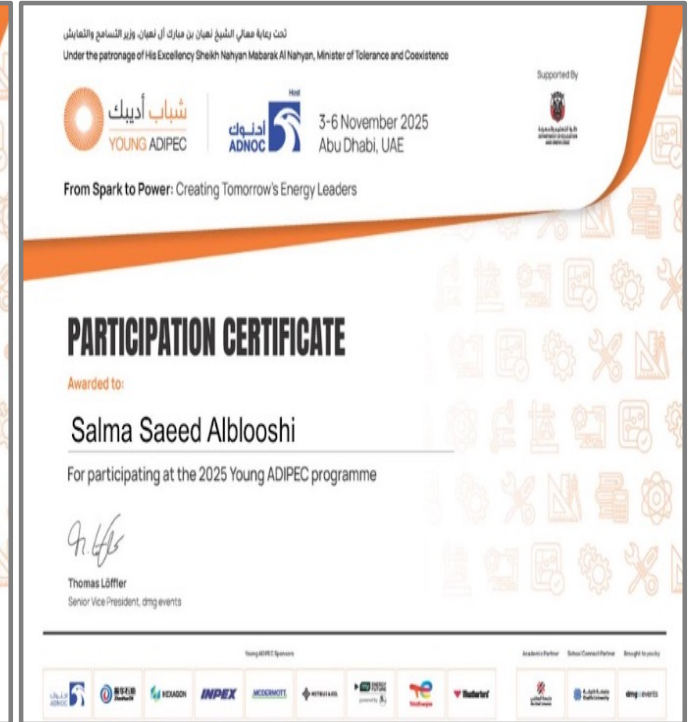 تحت رعاية معالي الشيخ نهيان بن مبارك آل نهيان، وزير التسامح والتعايش
Under the patronage of His Excellency Sheikh Nahyan Mabarak Al Nahyan, Minister of Tolerance and Coexistence
Supported By
شباب أديبك
YOUNG ADIPEC
Host
أدنوك
ADNOC
3-6 November 2025
Abu Dhabi, UAE
From Spark to Power: Creating Tomorrow's Energy Leaders
PARTICIPATION CERTIFICATE
Awarded to:
Salma Saeed Alblooshi
For participating at the 2025 Young ADIPEC programme
Thomas Löffler
Senior Vice President, dmg events
Young ADIPEC Sponsors
Academic Partner
School Connect Partner
Brought to you by
أدنوك
ADNOC
HEXAGON
INPEX
MCDERMOTT
TotalEnergies
Weatherford
dmg events